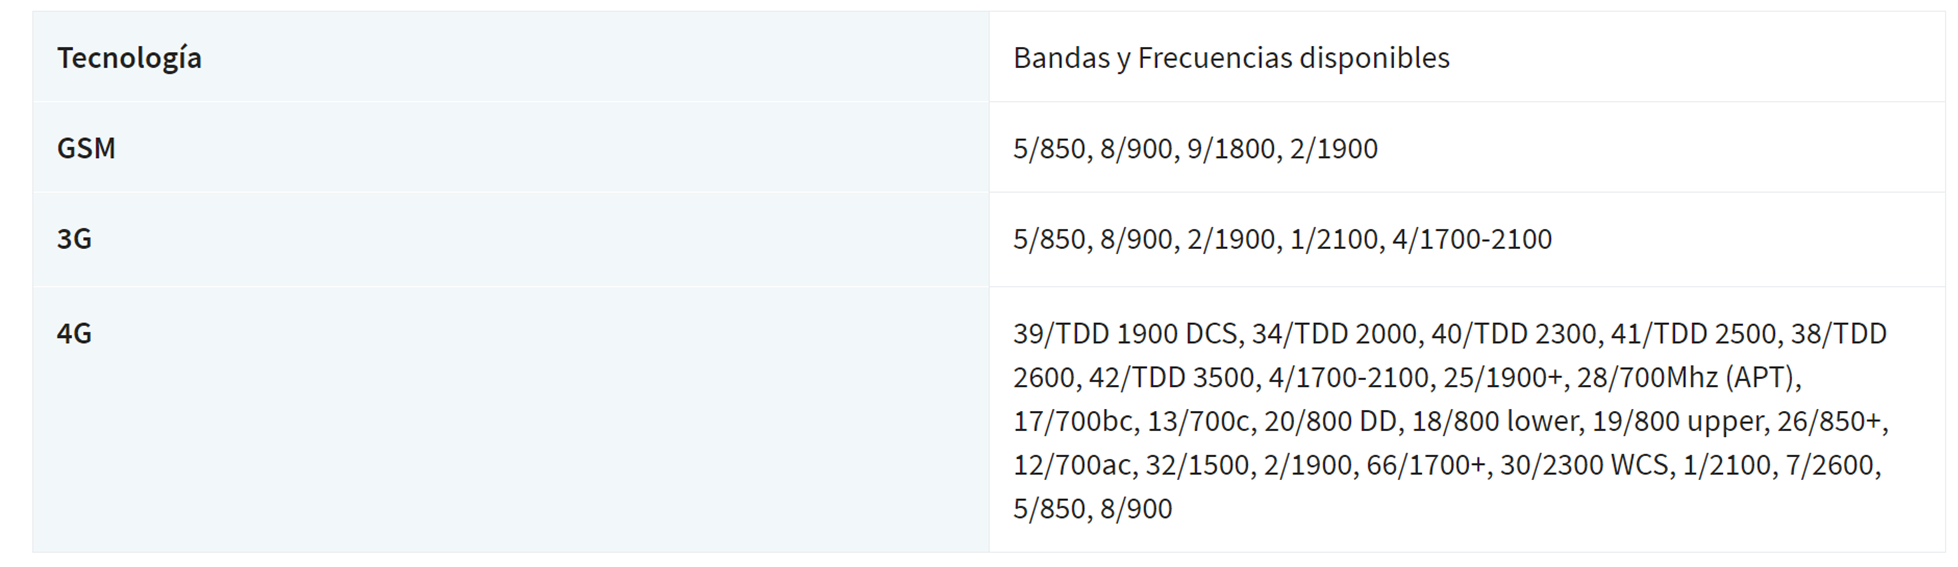 Tecnología
Bandas y Frecuencias disponibles
GSM
5/850, 8/900, 9/1800, 2/1900
3G
5/850, 8/900, 2/1900, 1/2100, 4/1700-2100
4G
39/TDD 1900 DCS, 34/TDD 2000, 40/TDD 2300, 41/TDD 2500, 38/TDD
2600, 42/TDD 3500, 4/1700-2100, 25/1900+, 28/700Mhz (APT),
17/700bc, 13/700c, 20/800 DD, 18/800 lower, 19/800 upper, 26/850+,
12/700ac, 32/1500, 2/1900, 66/1700+, 30/2300 WCS, 1/2100, 7/2600,
5/850, 8/900